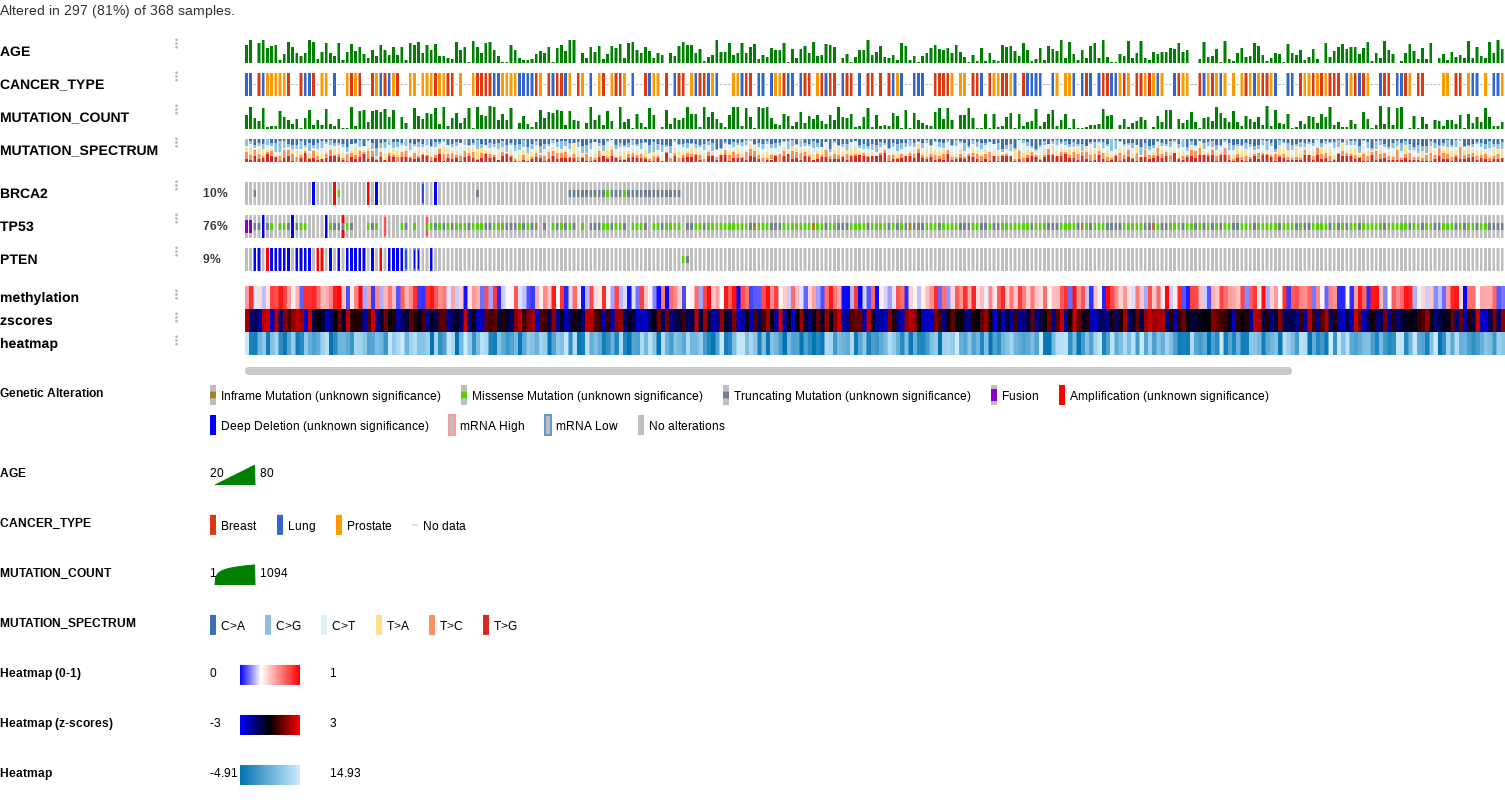 Altered in 297 (81%) of 368 samples.
AGE
CANCER_TYPE
MUTATION_COUNT
MUTATION_SPECTRUM
BRCA2 10%
TP53 76%
PTEN 9%
methylation
zscores
heatmap
Genetic Alteration Inframe Mutation (unknown significance) Missense Mutation (unknown significance) Truncating Mutation (unknown significance) Fusion Amplification (unknown significance)
Deep Deletion (unknown significance) mRNA High mRNA Low No alterations
AGE 20 80
CANCER_TYPE Breast Lung Prostate No data
MUTATION_COUNT 1 1094
MUTATION_SPECTRUM C>A C>G C>T T>A T>C T>G
Heatmap (0-1) 0 1
Heatmap (z-scores) -3 3
Heatmap -4.91 14.93